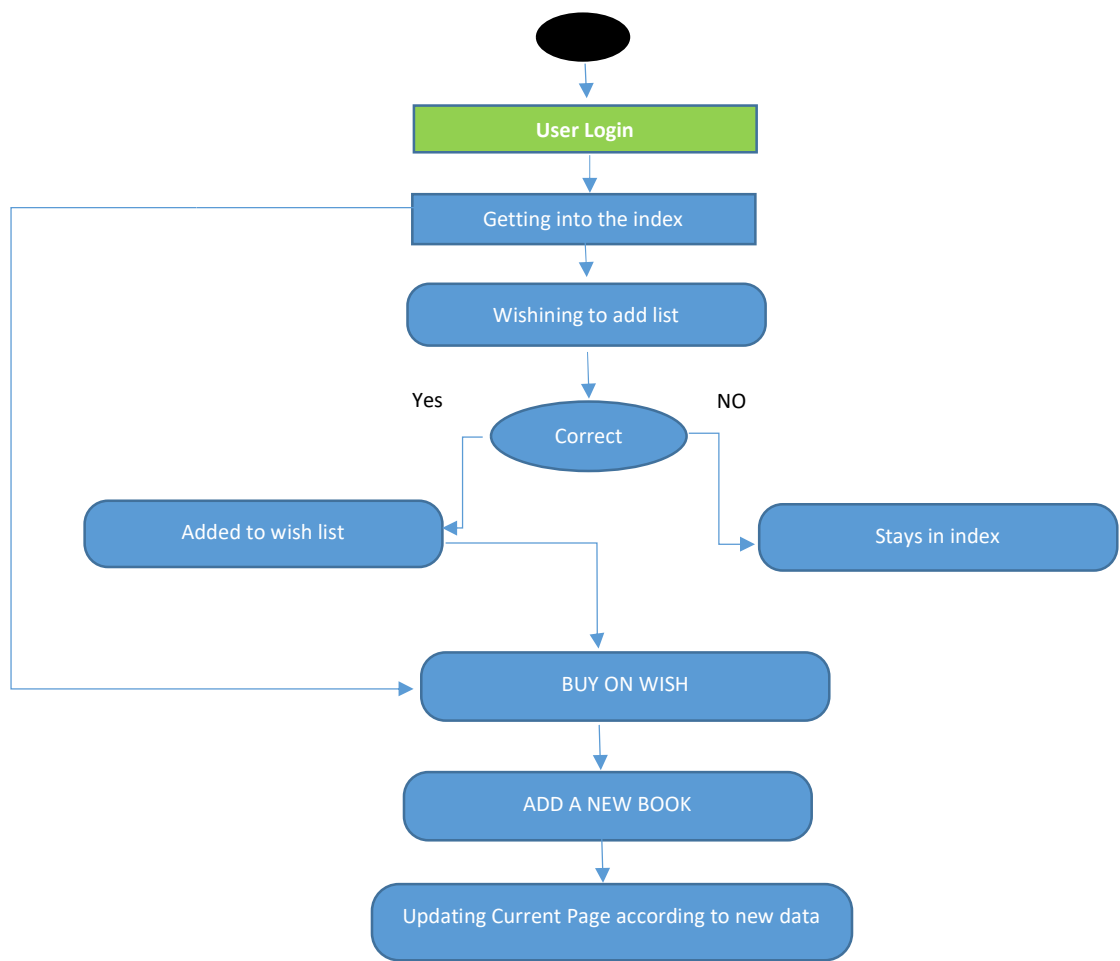 User Login
Getting into the index
Wishining to add list
Yes
NO
Correct
Added to wish list
Stays in index
BUY ON WISH
ADD A NEW BOOK
Updating Current Page according to new data